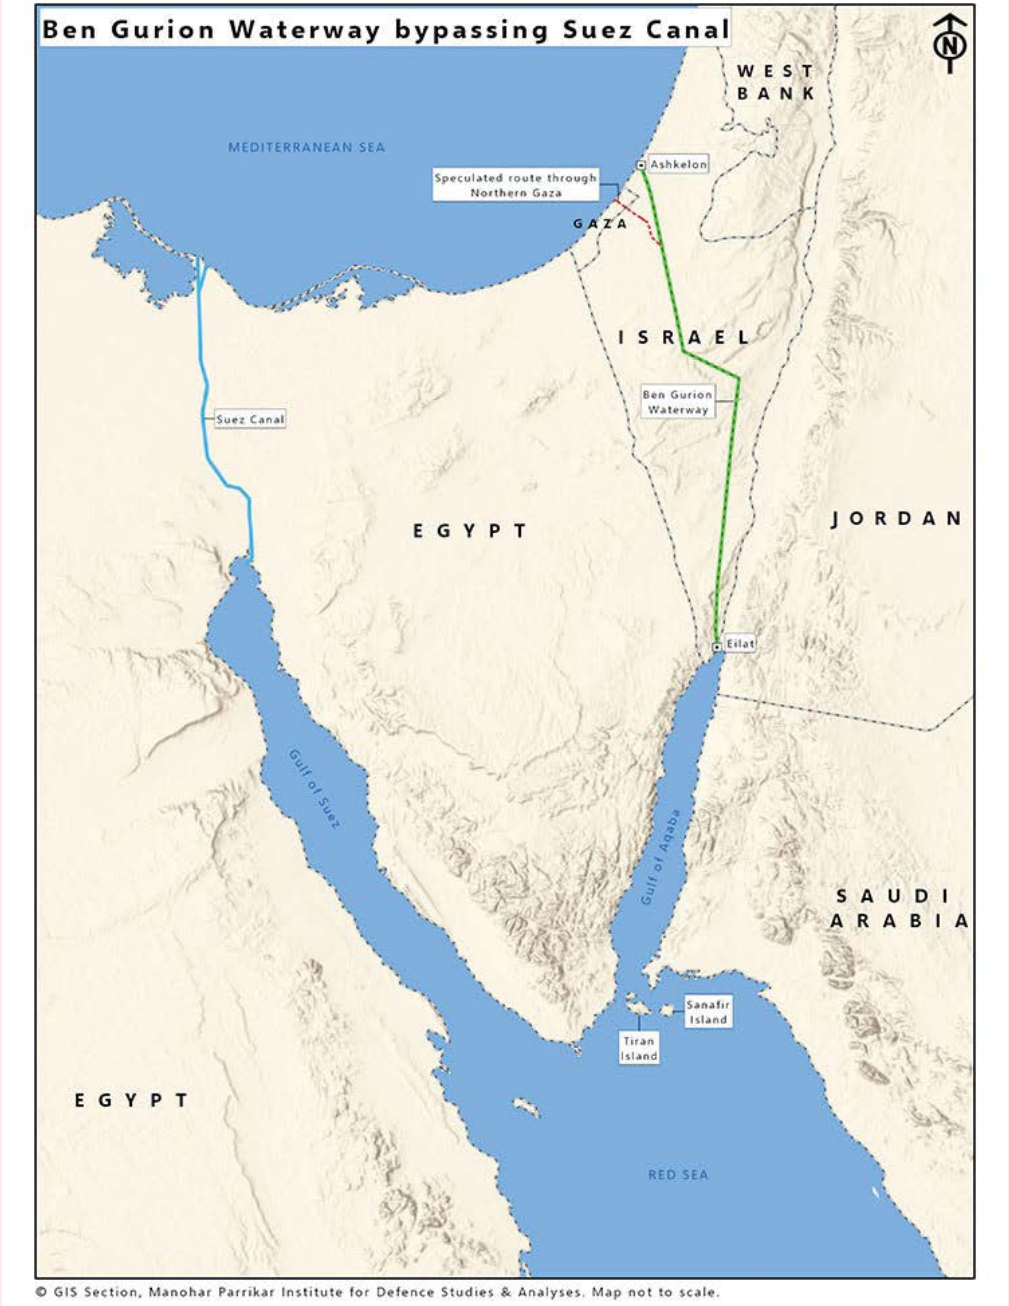 Ben Gurion Waterway bypassing Suez Canal
N
WEST
BANK
MEDITERRANEAN SEA
Ashkelon
Speculated route through
Northern Gaza
GAZA
ISRAEL
Ben Gurion
Waterway
Suez Canal
EGYPT
JORDAN
Eilat
Gulf of Suez
Gulf of Aqaba
SAUDI
ARABIA
Sanafir
Island
Tiran
Island
EGYPT
RED SEA
© GIS Section, Manohar Parrikar Institute for Defence Studies & Analyses. Map not to scale.